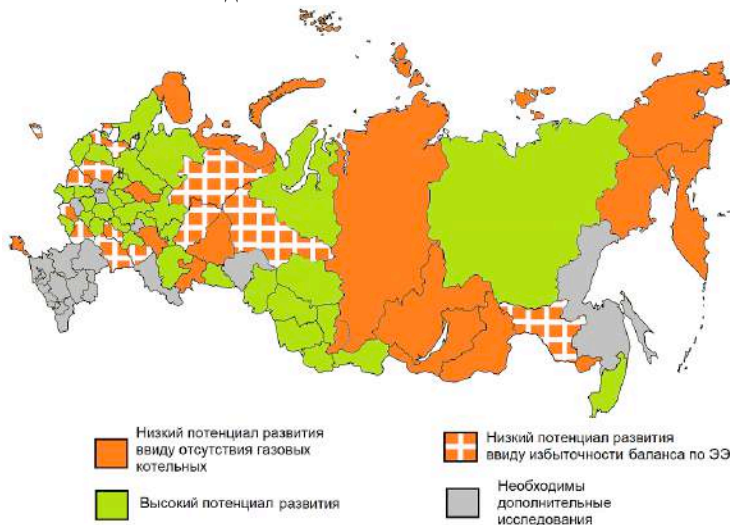 Низкий потенциал развития
ввиду отсутствия газовых
котельных
Высокий потенциал развития
Низкий потенциал развития
ввиду избыточности баланса по ЭЭ
Необходимы
дополнительные
исследования